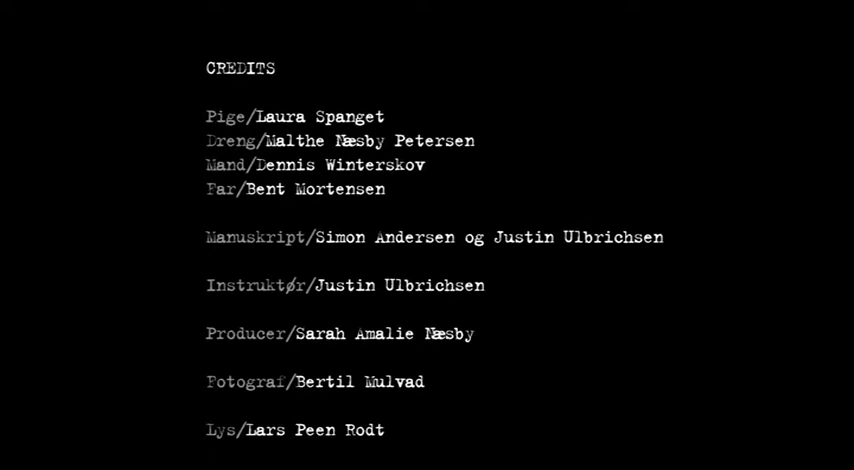 CREDITS
Pige/Laura Spanget
Dreng/Malthe Næsby Petersen
Mand/Dennis Winterskov
Far/Bent Mortensen
Manuskript/Simon Andersen og Justin Ulbrichsen
Instruktør/Justin Ulbrichsen
Producer/Sarah Amalie Næsby
Fotograf/Bertil Mulvad
Lys/Lars Peen Rodt